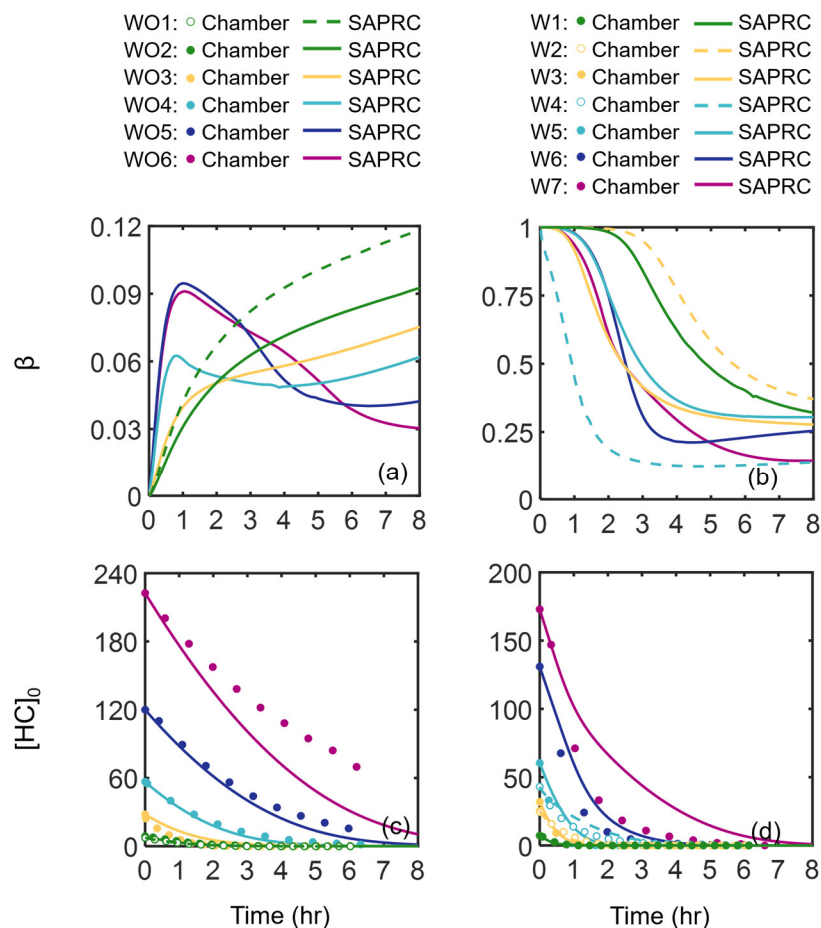 WO1: Chamber SAPRC
WO2: Chamber SAPRC
WO3: Chamber SAPRC
WO4: Chamber SAPRC
WO5: Chamber SAPRC
WO6: Chamber SAPRC
W1: Chamber SAPRC
W2: Chamber SAPRC
W3: Chamber SAPRC
W4: Chamber SAPRC
W5: Chamber SAPRC
W6: Chamber SAPRC
W7: Chamber SAPRC
β
0.12
0.09
0.06
0.03
0
(a)
0 1 2 3 4 5 6 7 8
1
0.75
0.5
0.25
0
(b)
0 1 2 3 4 5 6 7 8
[HC]₀
240
180
120
60
0
(c)
0 1 2 3 4 5 6 7 8
Time (hr)
200
150
100
50
0
(d)
0 1 2 3 4 5 6 7 8
Time (hr)